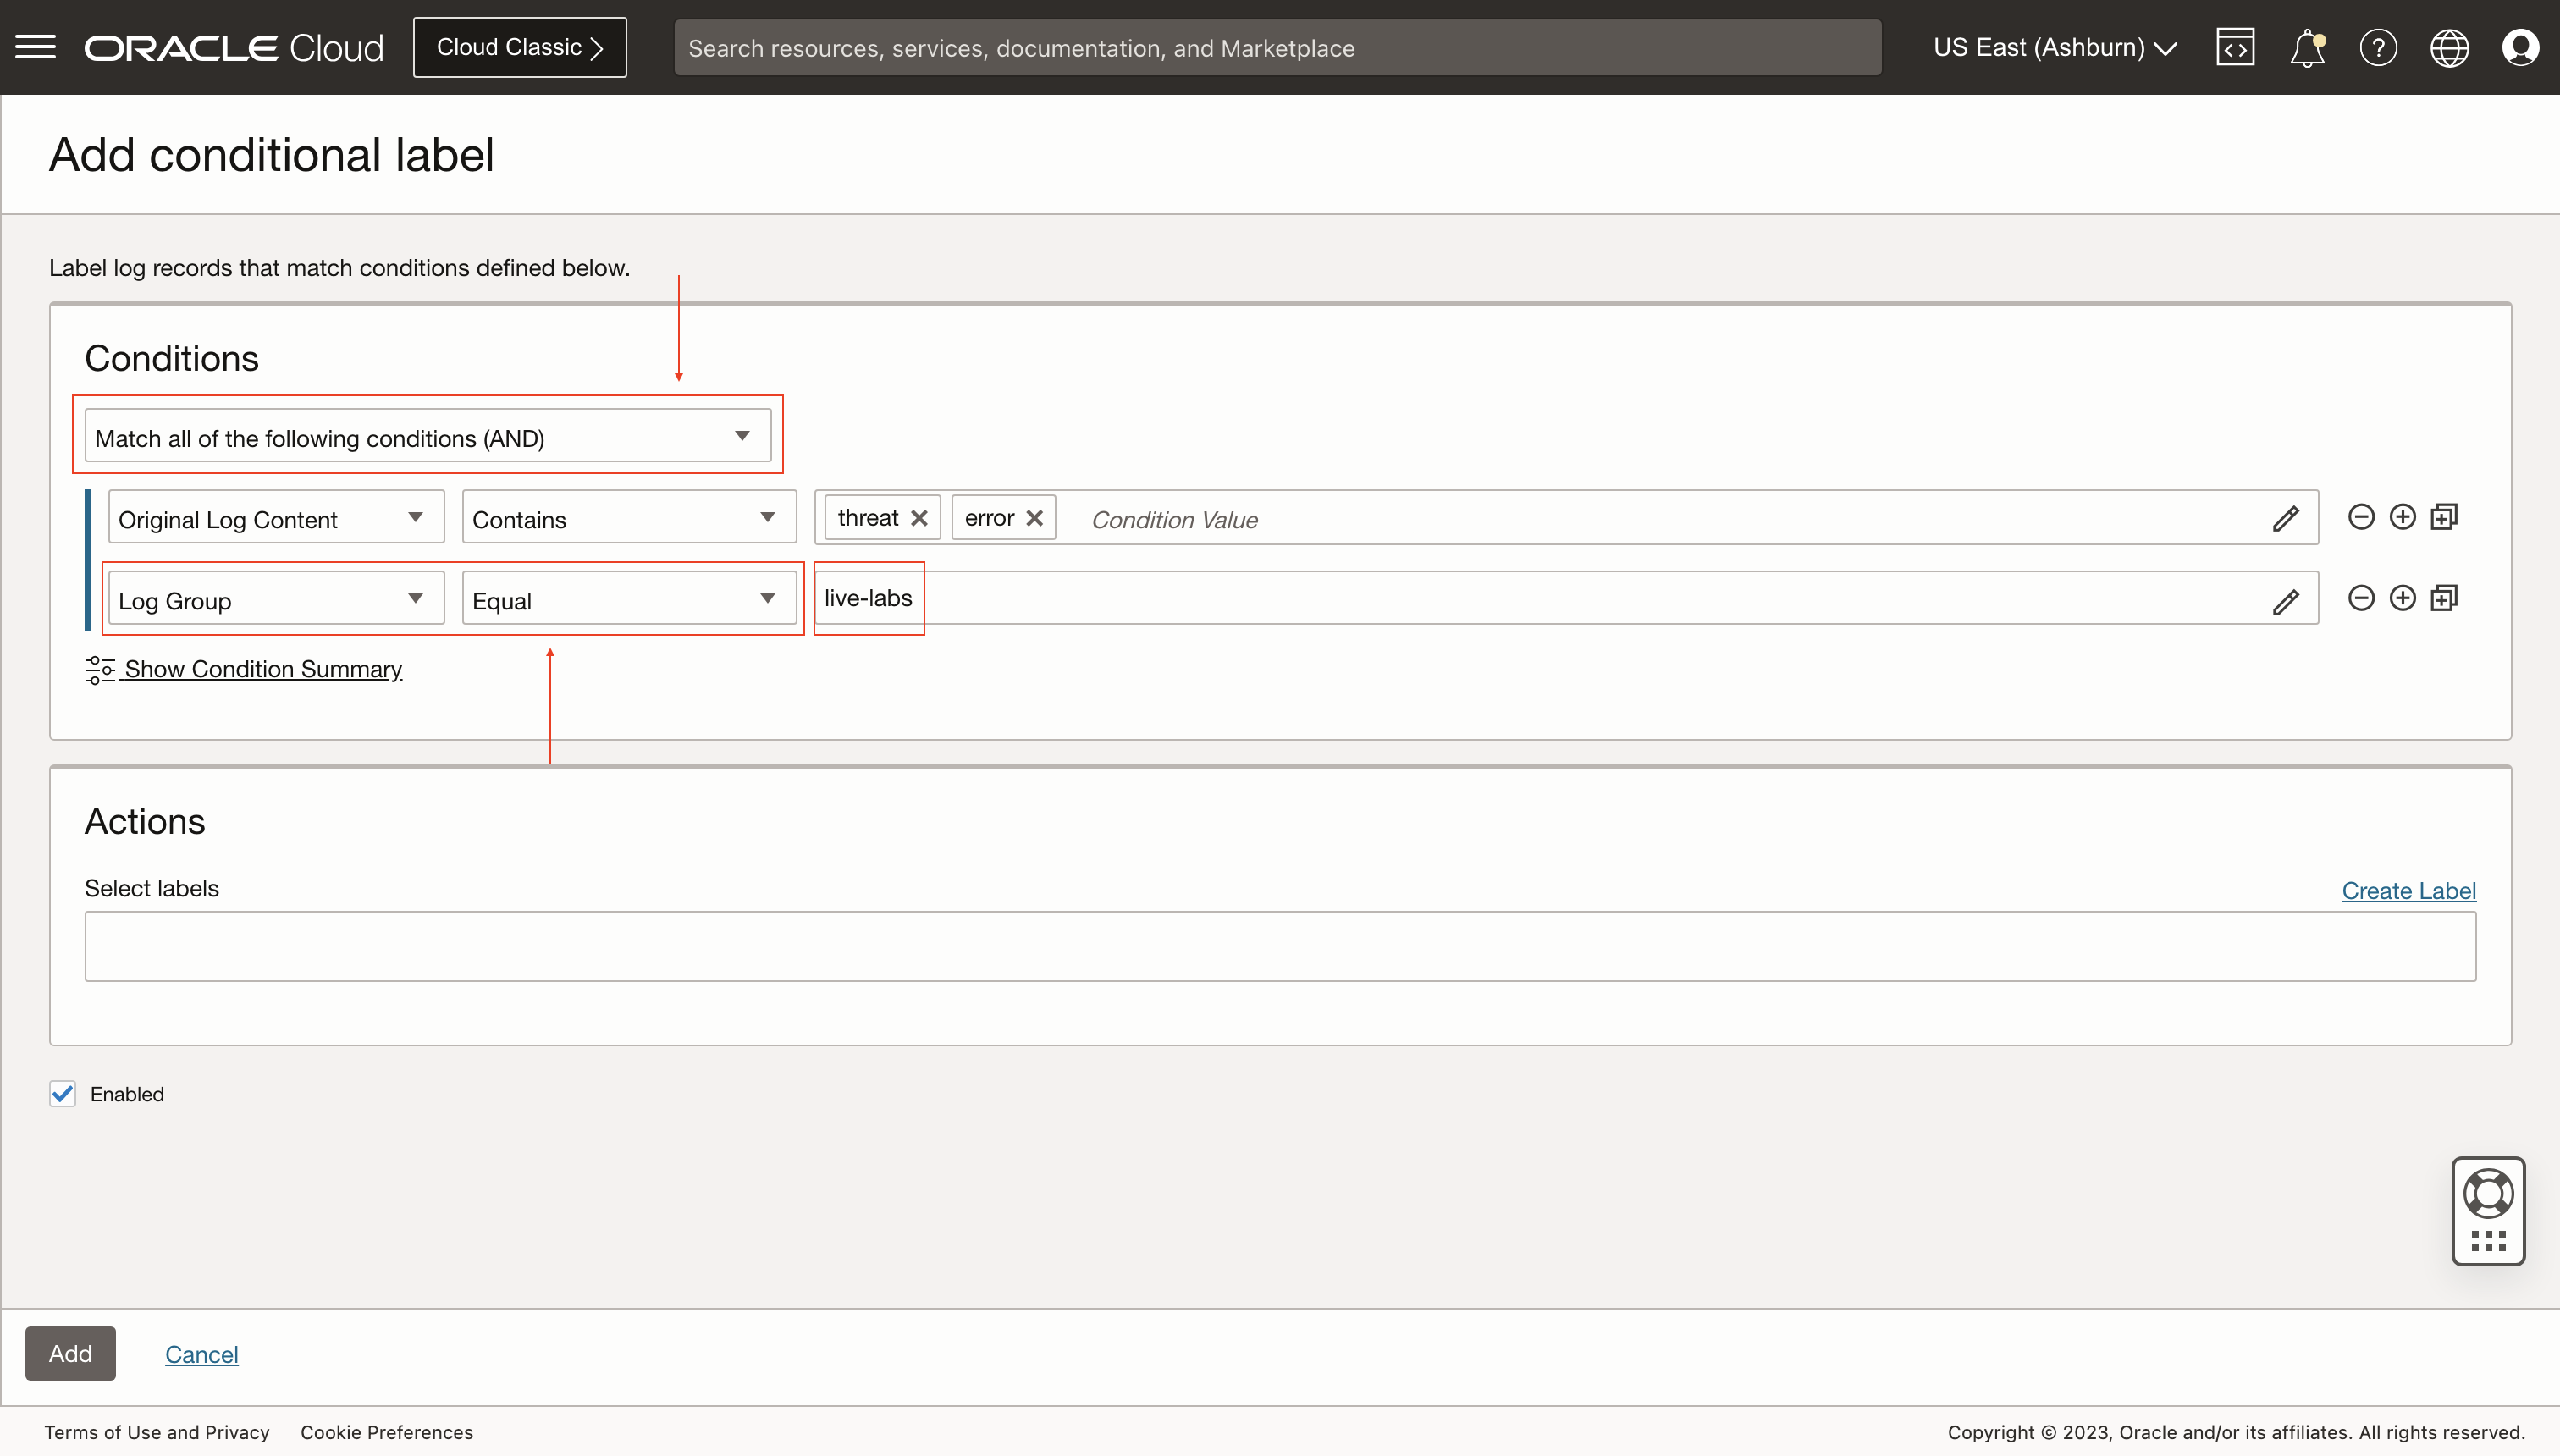 ORACLE Cloud
Cloud Classic
Search resources, services, documentation, and Marketplace
US East (Ashburn)
Add conditional label
Label log records that match conditions defined below.
Conditions
Match all of the following conditions (AND)
Original Log Content
Contains
threat
error
Condition Value
Log Group
Equal
live-labs
Show Condition Summary
Actions
Select labels
Create Label
Enabled
Add
Cancel
Terms of Use and Privacy
Cookie Preferences
Copyright © 2023, Oracle and/or its affiliates. All rights reserved.